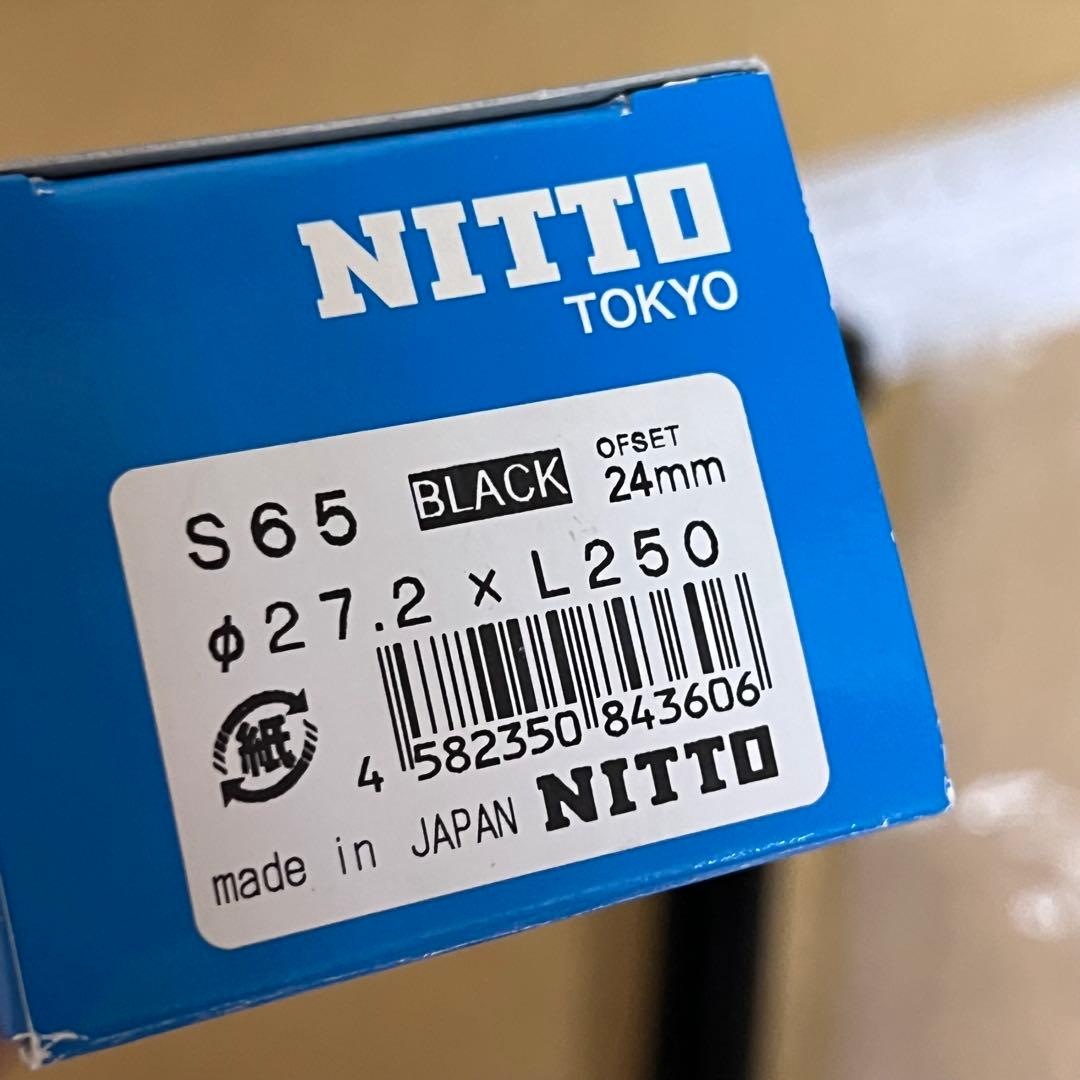 NITTO
TOKYO
S65 BLACK OFSET 24mm
φ27.2 × L250
紙
4 582350 843606
made in JAPAN NITTO